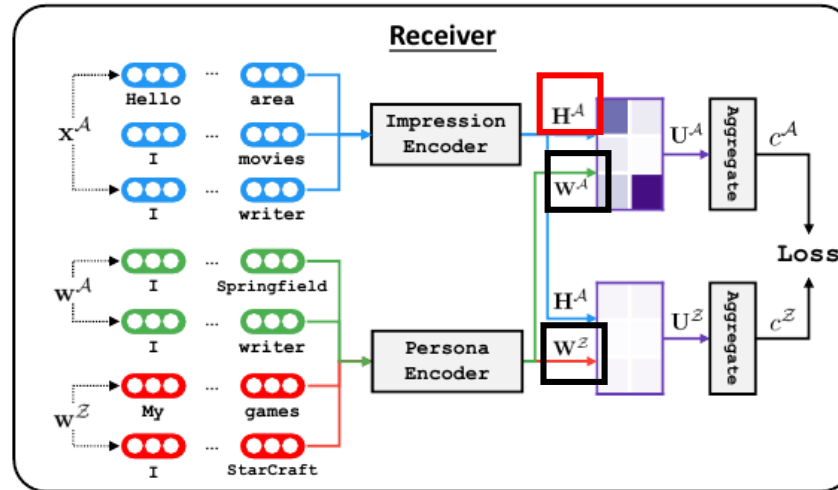 Receiver
Hello ... area
x^A
I ... movies
I ... writer
Impression
Encoder
H^A
W^A
U^A
Aggregate
c^A
Loss
I ... Springfield
w^A
I ... writer
My ... games
w^Z
I ... StarCraft
Persona
Encoder
H^A
W^Z
U^Z
Aggregate
c^Z